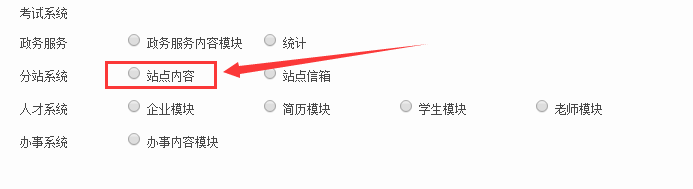 考试系统
政务服务 政务服务内容模块 统计
分站系统 站点内容 站点信箱
人才系统 企业模块 简历模块 学生模块 老师模块
办事系统 办事内容模块